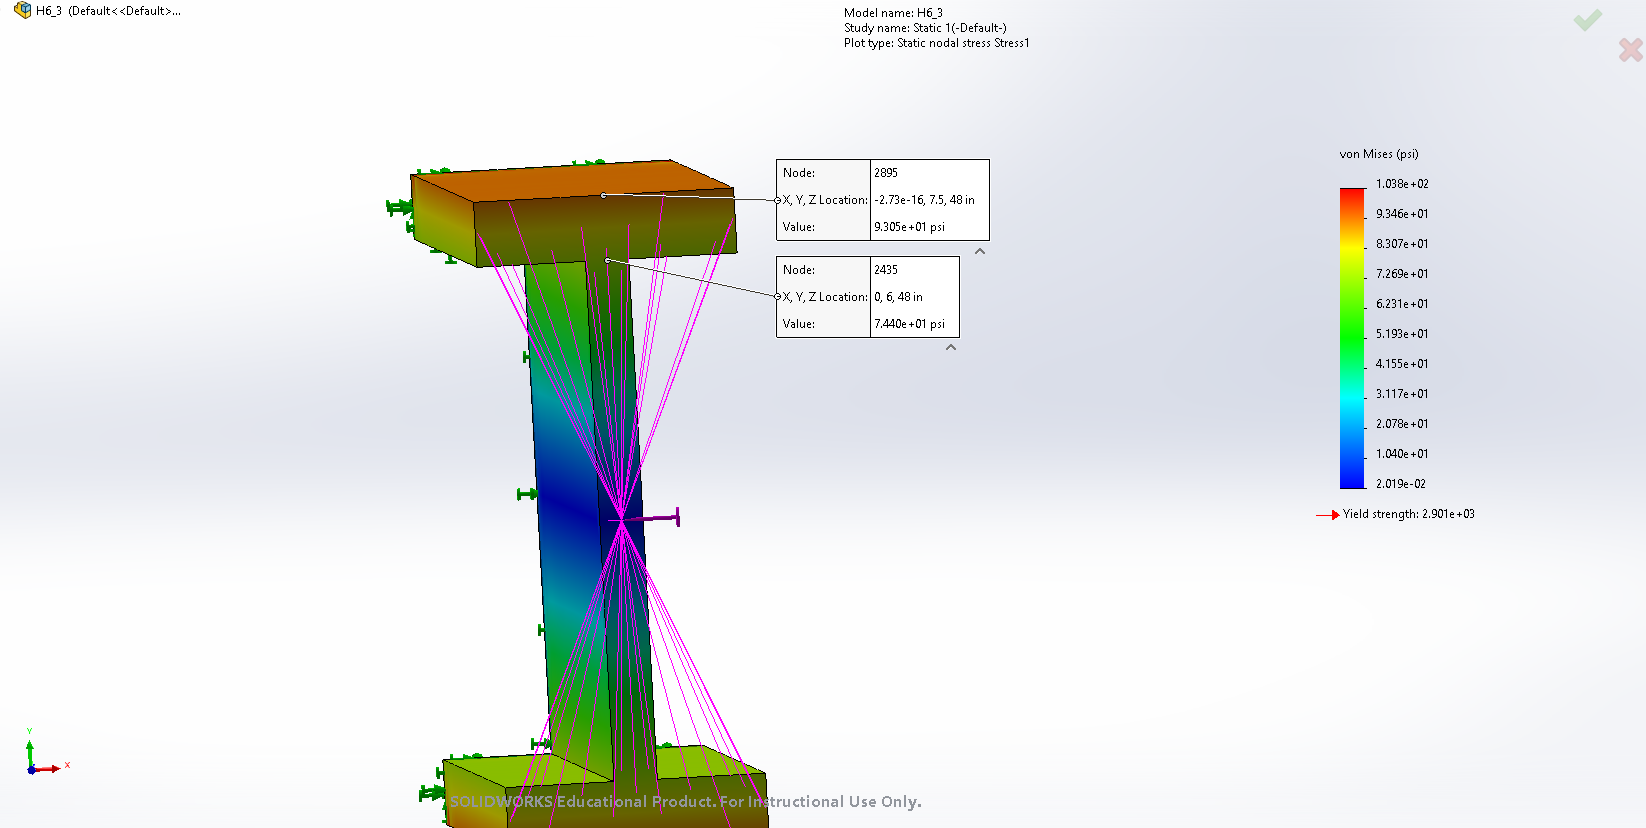 H6_3 (Default<<Default>...
Model name: H6_3
Study name: Static 1(-Default-)
Plot type: Static nodal stress Stress1
Node: 2895
X, Y, Z Location: -2.73e-16, 7.5, 48 in
Value: 9.305e+01 psi
Node: 2435
X, Y, Z Location: 0, 6, 48 in
Value: 7.440e+01 psi
von Mises (psi)
1.038e+02
9.346e+01
8.307e+01
7.269e+01
6.231e+01
5.193e+01
4.155e+01
3.117e+01
2.078e+01
1.040e+01
2.019e-02
Yield strength: 2.901e+03
Y
X
SOLIDWORKS Educational Product. For Instructional Use Only.